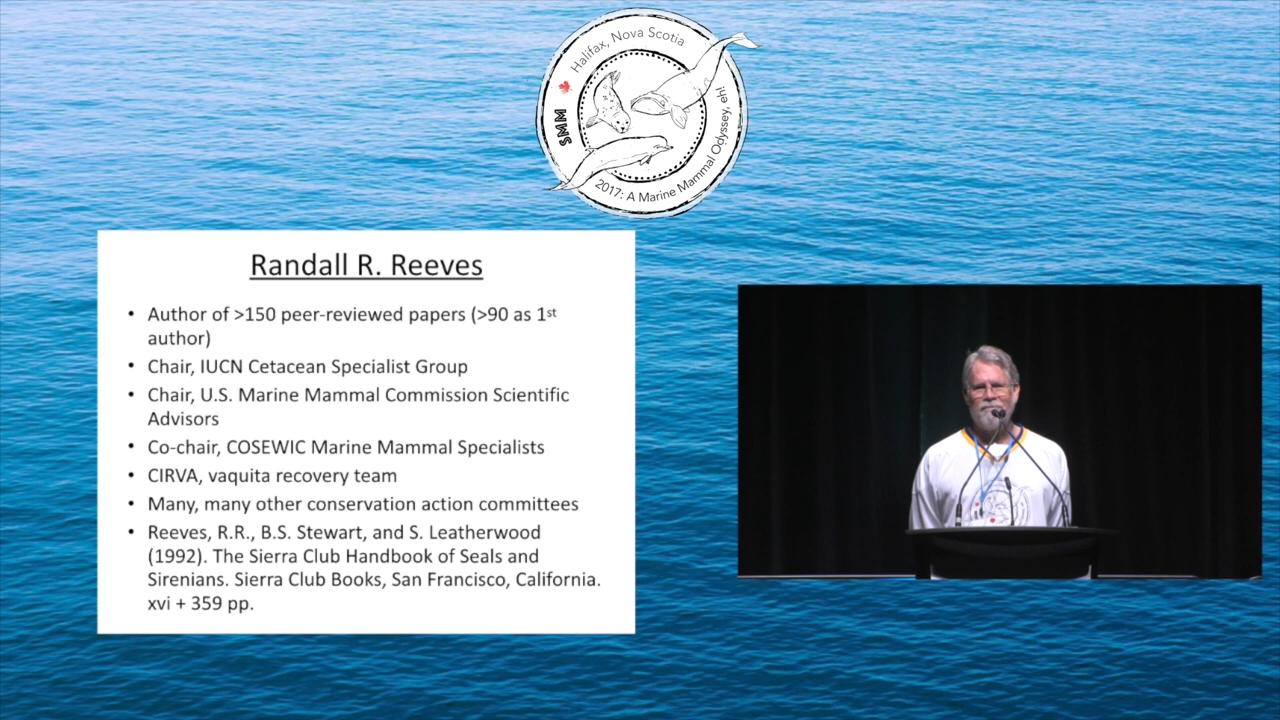 Halifax, Nova Scotia
SMM
2017: A Marine Mammal Odyssey, eh!
Randall R. Reeves
• Author of >150 peer-reviewed papers (>90 as 1st
author)
• Chair, IUCN Cetacean Specialist Group
• Chair, U.S. Marine Mammal Commission Scientific
Advisors
• Co-chair, COSEWIC Marine Mammal Specialists
• CIRVA, vaquita recovery team
• Many, many other conservation action committees
• Reeves, R.R., B.S. Stewart, and S. Leatherwood
(1992). The Sierra Club Handbook of Seals and
Sirenians. Sierra Club Books, San Francisco, California.
xvi + 359 pp.